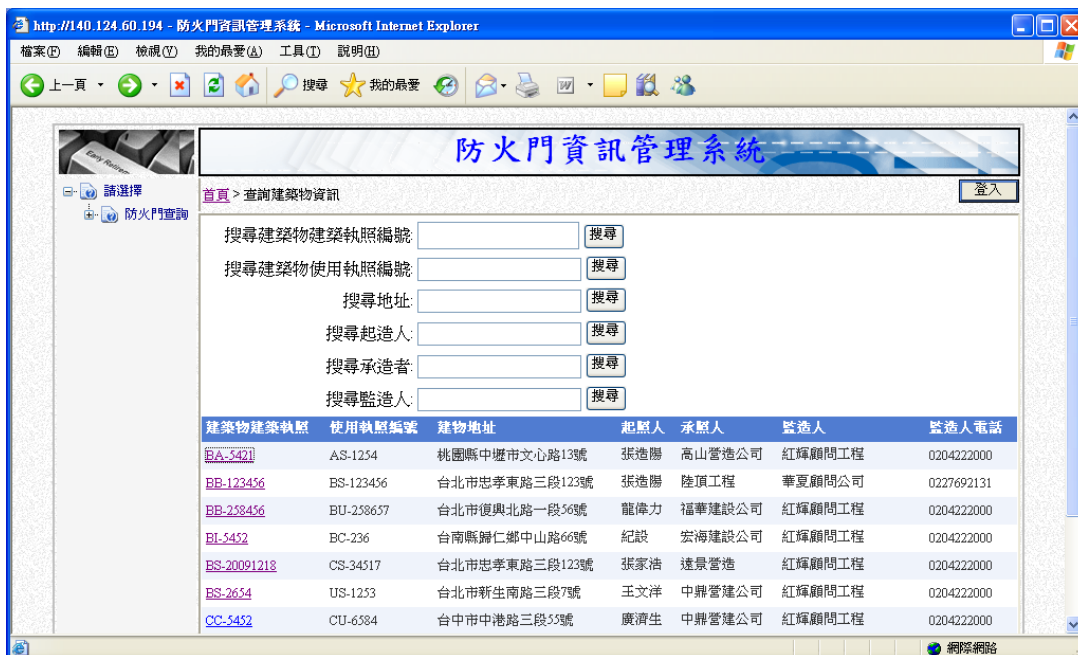 http://140.124.60.194 - 防火門資訊管理系統 - Microsoft Internet Explorer
檔案(F) 編輯(E) 檢視(V) 我的最愛(A) 工具(T) 說明(H)
上一頁 搜尋 我的最愛
Early Retirement
防火門資訊管理系統
請選擇
防火門查詢
首頁 > 查詢建築物資訊
登入
搜尋建築物建築執照編號: 搜尋
搜尋建築物使用執照編號: 搜尋
搜尋地址: 搜尋
搜尋起造人: 搜尋
搜尋承造者: 搜尋
搜尋監造人: 搜尋
建築物建築執照 使用執照編號 建物地址 起照人 承照人 監造人 監造人電話
BA-5421 AS-1254 桃園縣中壢市文心路13號 張造陽 高山營造公司 紅輝顧問工程 0204222000
BB-123456 BS-123456 台北市忠孝東路三段123號 張造陽 陸頂工程 華夏顧問公司 0227692131
BB-258456 BU-258657 台北市復興北路一段56號 龍偉力 福華建設公司 紅輝顧問工程 0204222000
BI-5452 BC-236 台南縣歸仁鄉中山路66號 紀設 宏海建設公司 紅輝顧問工程 0204222000
BS-20091218 CS-34517 台北市忠孝東路三段123號 張家浩 遠景營造 紅輝顧問工程 0204222000
BS-2654 US-1253 台北市新生南路三段7號 王文洋 中鼎營建公司 紅輝顧問工程 0204222000
CC-5452 CU-6584 台中市中港路三段55號 廣濟生 中鼎營建公司 紅輝顧問工程 0204222000
網際網路